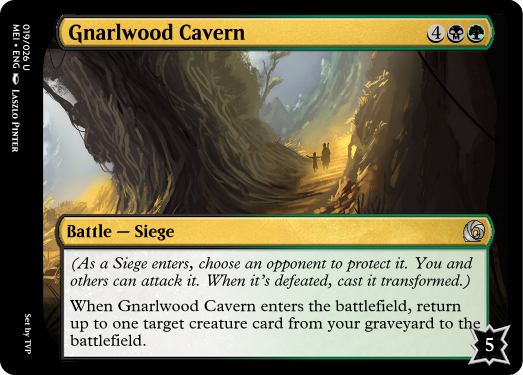 Gnarlwood Cavern 4
Battle — Siege
(As a Siege enters, choose an opponent to protect it. You and
others can attack it. When it's defeated, cast it transformed.)
When Gnarlwood Cavern enters the battlefield, return
up to one target creature card from your graveyard to the
battlefield.
5
019/026 U
MEI • ENG Laszlo Pinter
Set by TVP